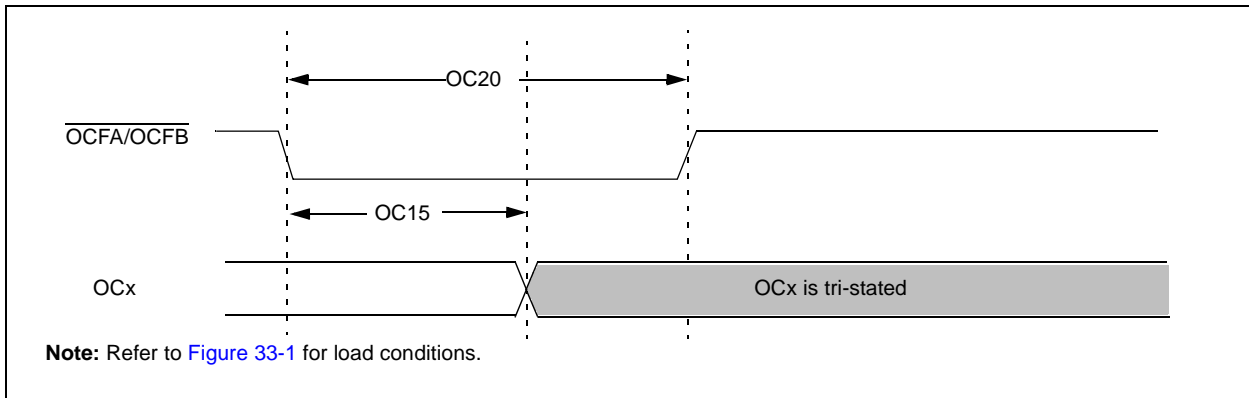 OC20
OCFA/OCFB
OC15
OCx
OCx is tri-stated
Note: Refer to Figure 33-1 for load conditions.